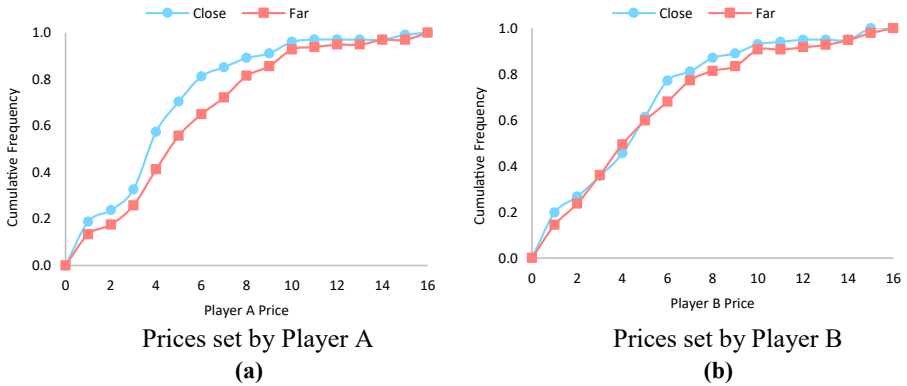 Close Far
1.0
0.8
0.6
0.4
0.2
0.0
Cumulative Frequency
0 2 4 6 8 10 12 14 16
Player A Price
Prices set by Player A
(a)
Close Far
1.0
0.8
0.6
0.4
0.2
0.0
Cumulative Frequency
0 2 4 6 8 10 12 14 16
Player B Price
Prices set by Player B
(b)